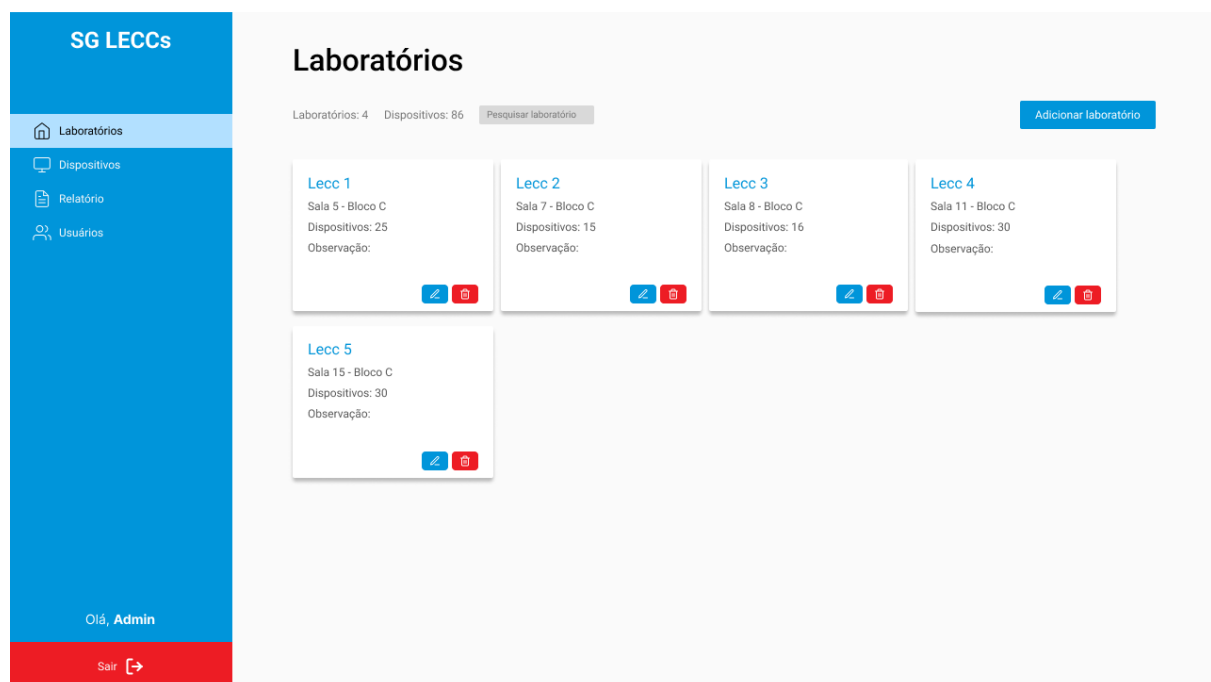 SG LECCs
Laboratórios
Dispositivos
Relatório
Usuários
Olá, Admin
Sair
Laboratórios
Laboratórios: 4 Dispositivos: 86 Pesquisar laboratório
Adicionar laboratório
Lecc 1
Sala 5 - Bloco C
Dispositivos: 25
Observação:
Lecc 2
Sala 7 - Bloco C
Dispositivos: 15
Observação:
Lecc 3
Sala 8 - Bloco C
Dispositivos: 16
Observação:
Lecc 4
Sala 11 - Bloco C
Dispositivos: 30
Observação:
Lecc 5
Sala 15 - Bloco C
Dispositivos: 30
Observação: